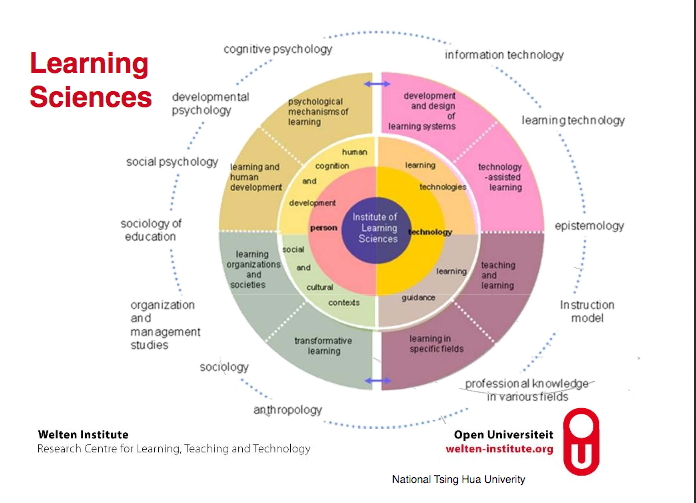 Learning
Sciences
cognitive psychology
information technology
developmental
psychology
learning technology
social psychology
epistemology
sociology of
education
Instruction
model
organization
and
management
studies
sociology
professional knowledge
in various fields
anthropology
psychological
mechanisms of
learning
development
and design
of
learning systems
learning and
human
development
technology
-assisted
learning
learning
organizations
and
societies
teaching
and
learning
transformative
learning
learning in
specific fields
human
cognition
and
development
learning
technologies
social
and
cultural
contexts
learning
guidance
person
technology
Institute of
Learning
Sciences
Welten Institute
Research Centre for Learning, Teaching and Technology
Open Universiteit
welten-institute.org
U
National Tsing Hua Univerity